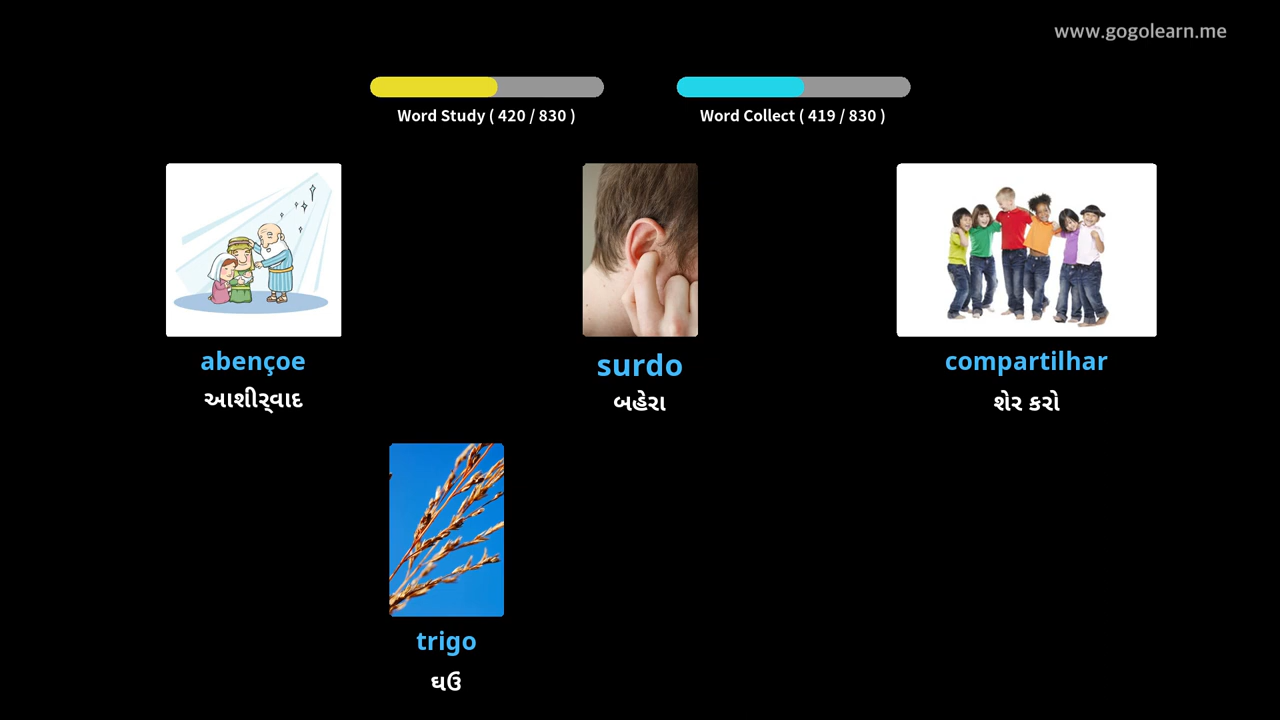 www.gogolearn.me
Word Study ( 420 / 830 )
Word Collect ( 419 / 830 )
abençoe
surdo
compartilhar
આશીર્વાદ
બહેરા
શેર કરો
trigo
ઘઉં